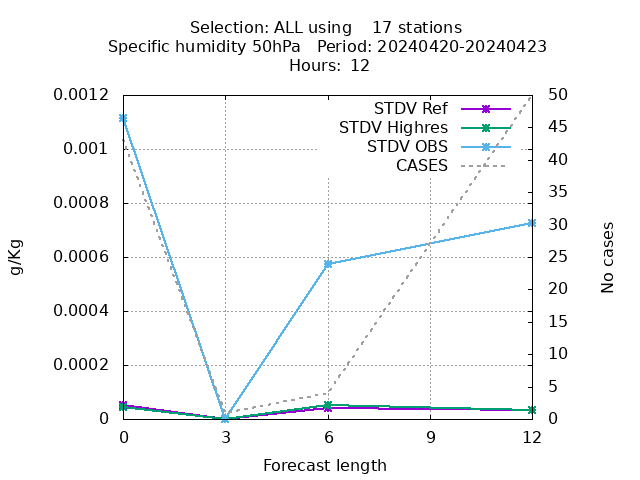 Selection: ALL using    17 stations
Specific humidity 50hPa   Period: 20240420-20240423
Hours: 12
STDV Ref
STDV Highres
STDV OBS
CASES
0.0012
0.001
0.0008
0.0006
0.0004
0.0002
0
50
45
40
35
30
25
20
15
10
5
0
g/Kg
No cases
0 3 6 9 12
Forecast length